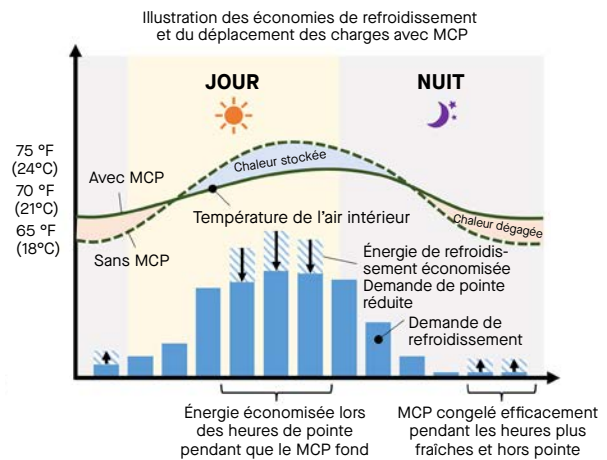 Illustration des économies de refroidissement
et du déplacement des charges avec MCP
JOUR
NUIT
75 °F
(24°C)
70 °F
(21°C)
65 °F
(18°C)
Avec MCP
Sans MCP
Chaleur stockée
Température de l'air intérieur
Chaleur dégagée
Énergie de refroidis-
sement économisée
Demande de pointe
réduite
Demande de
refroidissement
Énergie économisée lors
des heures de pointe
pendant que le MCP fond
MCP congelé efficacement
pendant les heures plus
fraîches et hors pointe